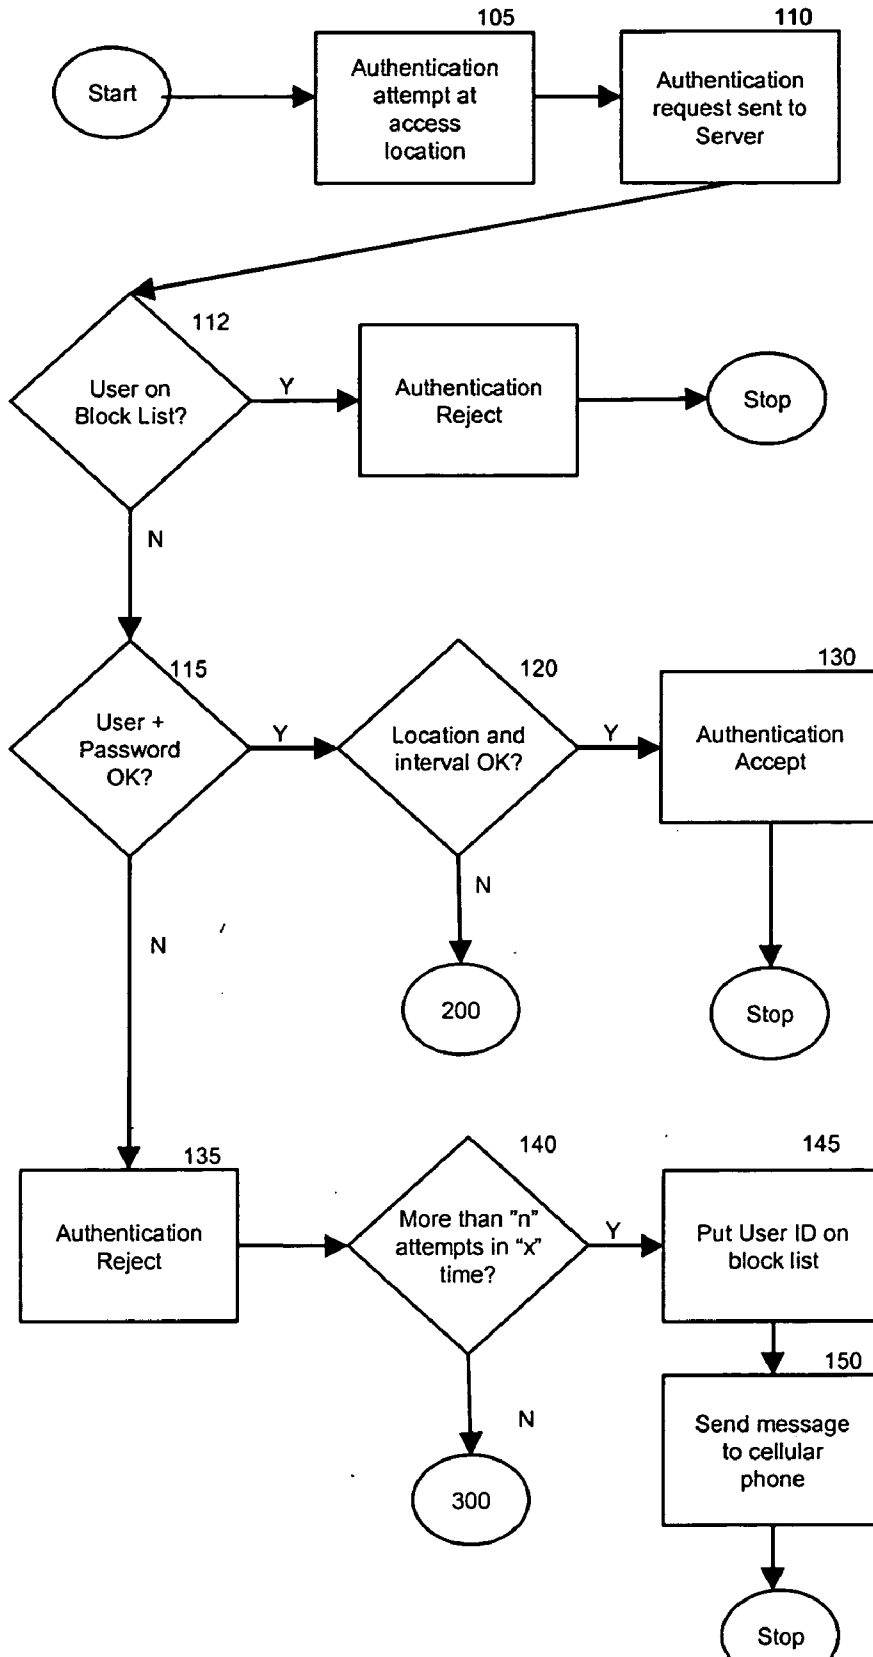 105
110
Start
Authentication
attempt at
access
location
Authentication
request sent to
Server
112
User on
Block List?
Y
Authentication
Reject
Stop
N
115
User +
Password
OK?
Y
120
Location and
interval OK?
Y
130
Authentication
Accept
N
N
200
Stop
135
Authentication
Reject
140
More than "n"
attempts in “x”
time?
Y
145
Put User ID on
block list
150
Send message
to cellular
phone
N
300
Stop